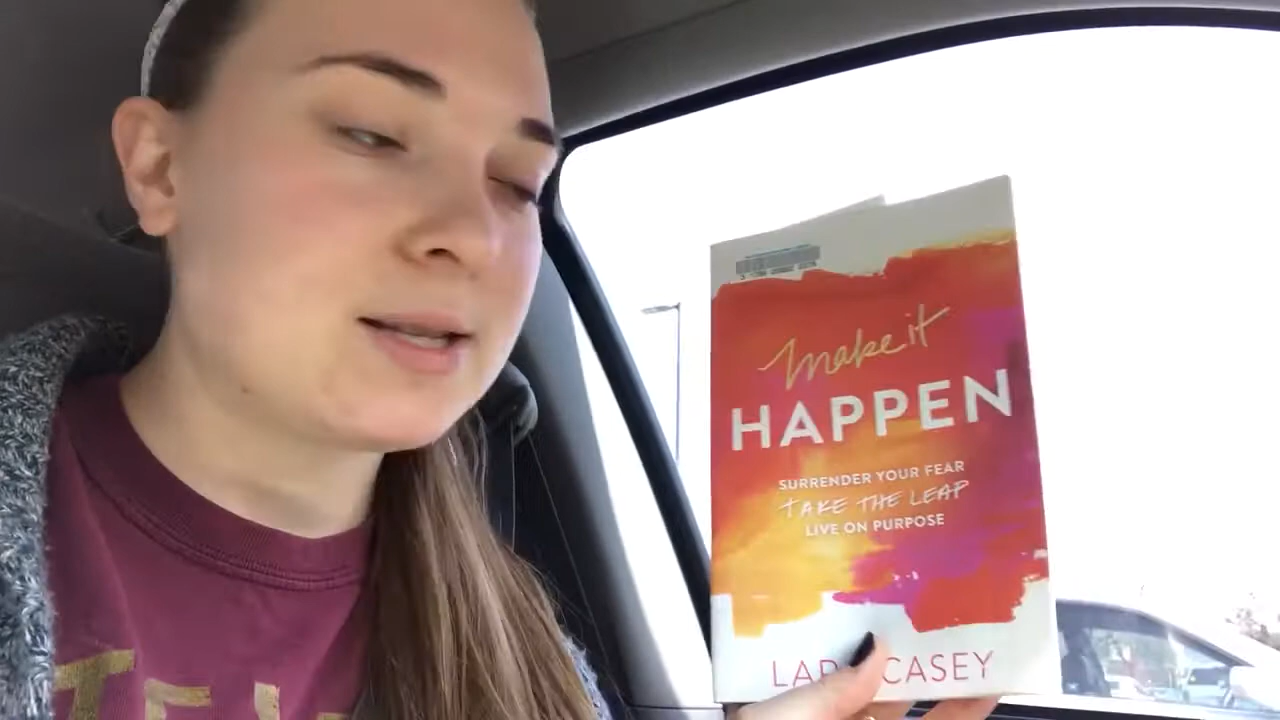 Make it
HAPPEN
SURRENDER YOUR FEAR
TAKE THE LEAP
LIVE ON PURPOSE
CASEY